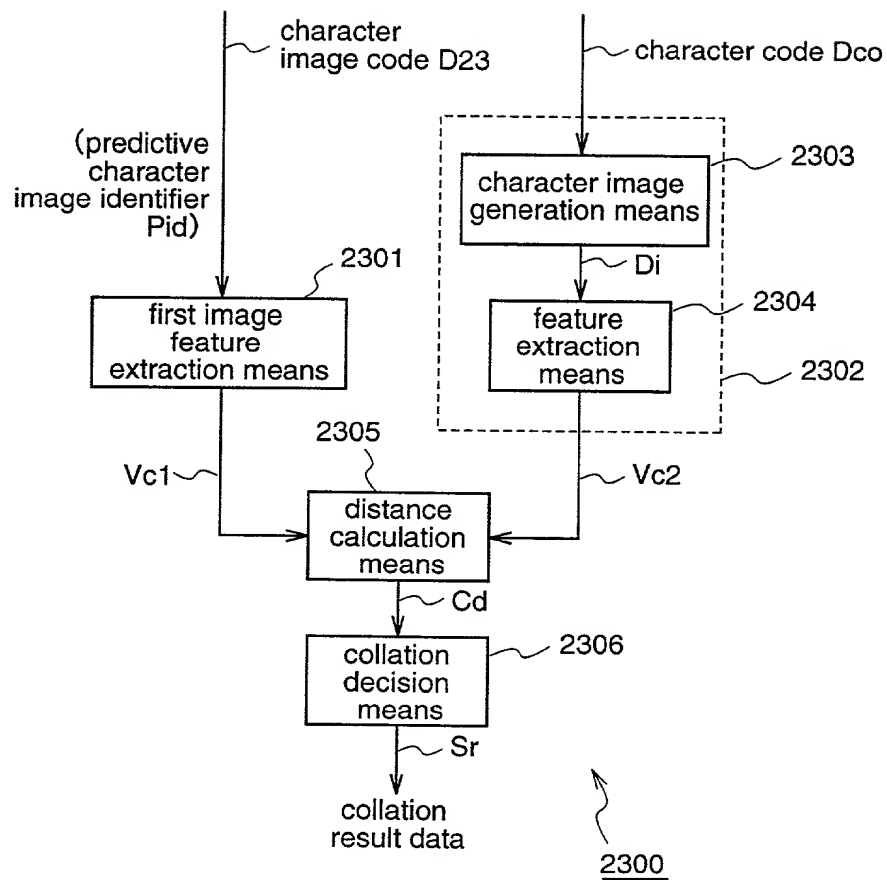 character
image code D23
character code Dco
(predictive
character
image identifier
Pid)
2303
character image
generation means
Di
2301
first image
feature
extraction means
2304
feature
extraction
means
2302
2305
Vc1
Vc2
distance
calculation
means
Cd
2306
collation
decision
means
Sr
collation
result data
2300